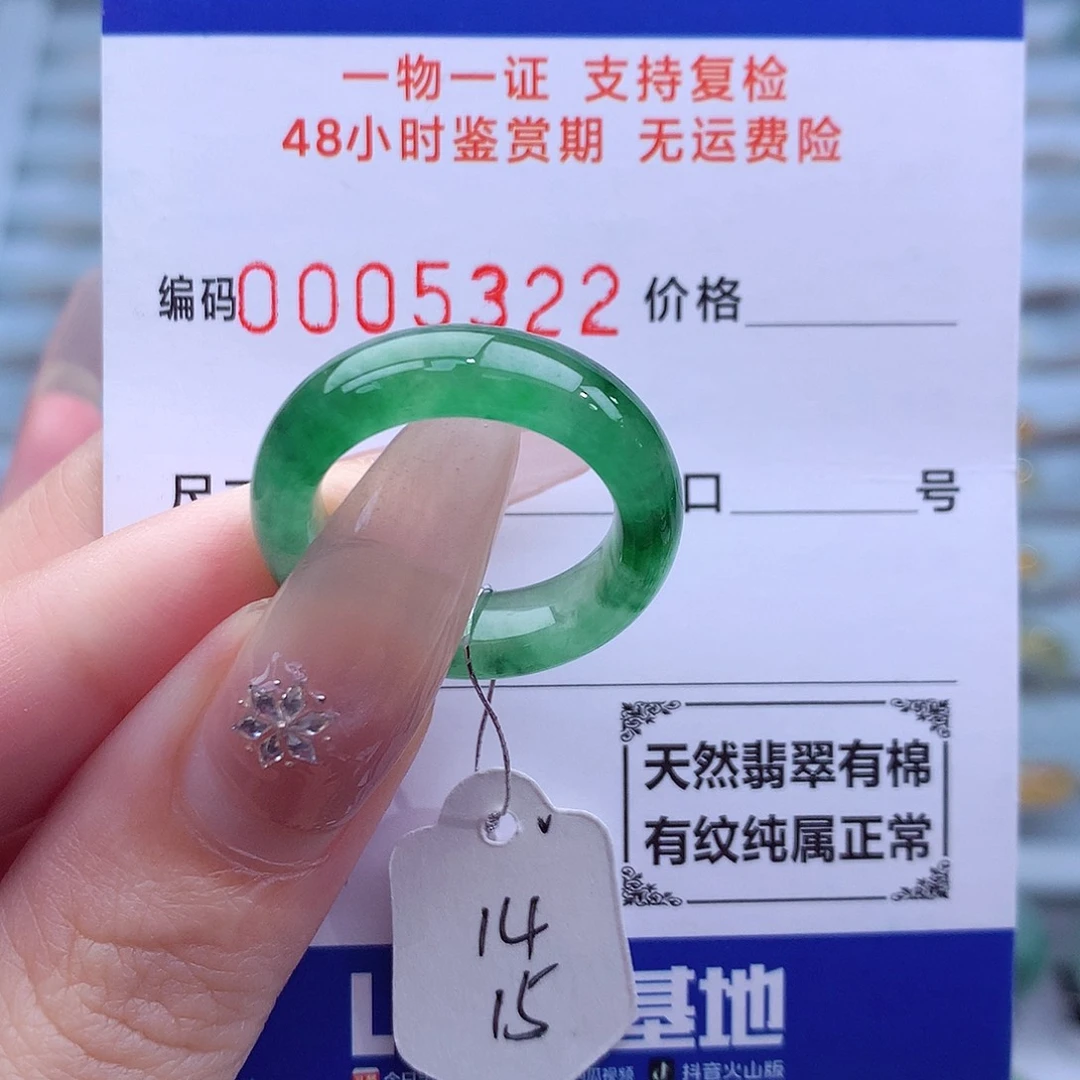 一物一证 支持复检
48小时鉴赏期 无运费险
编码0005322 价格
尺 口 号
天然翡翠有棉
有纹纯属正常
14
15
基地
抖音火山版